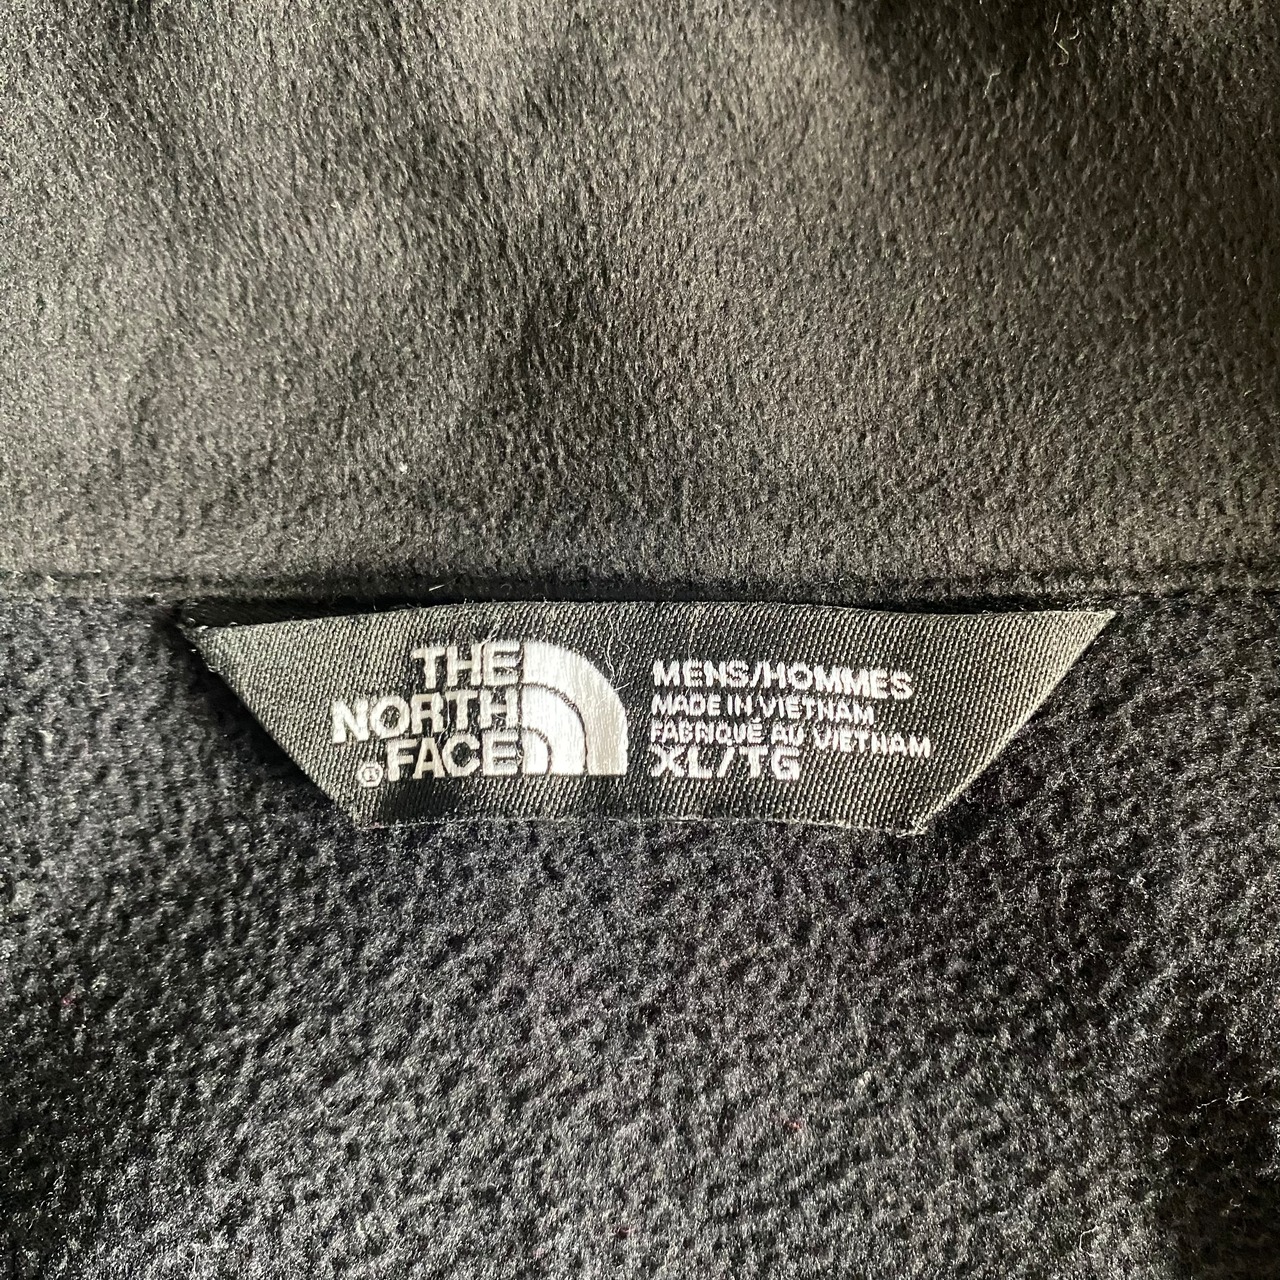 THE
NORTH
®FACE
MENS/HOMMES
MADE IN VIETNAM
FABRIQUÉ AU VIETNAM
XL/TG